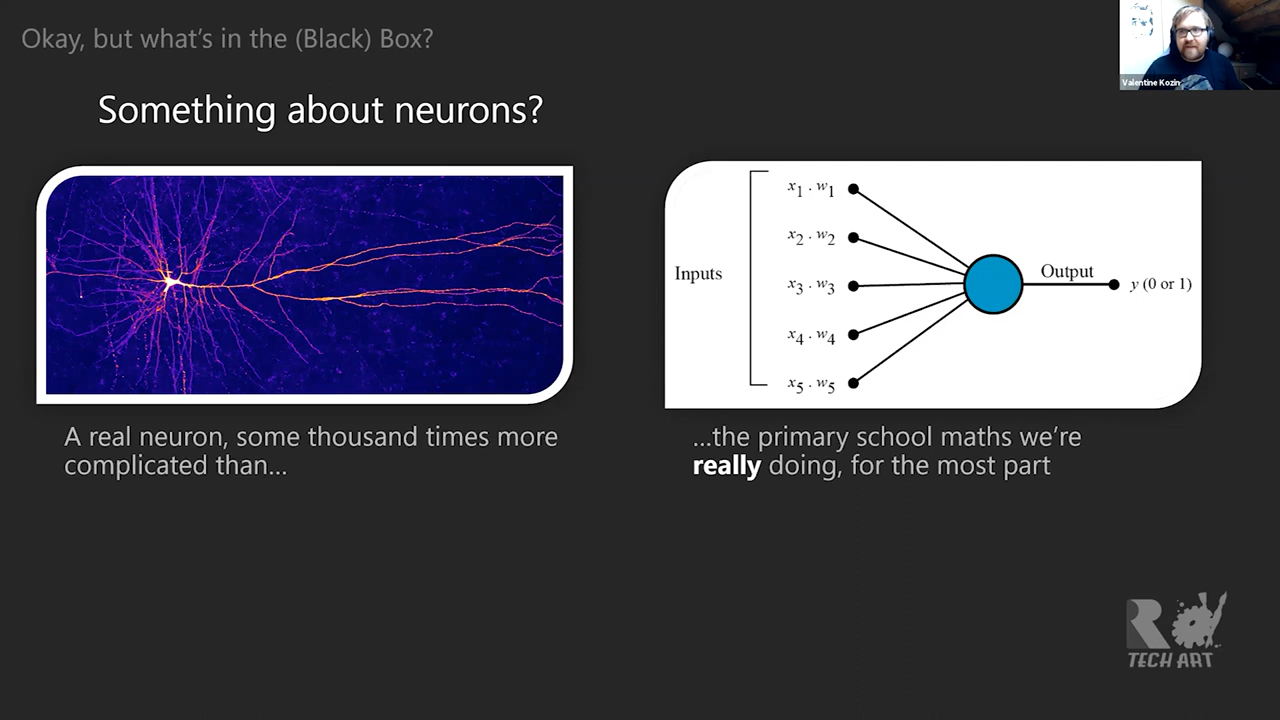 Okay, but what's in the (Black) Box?
Valentine Kozin
Something about neurons?
Inputs
x₁ . w₁
x₂ . w₂
x₃ . w₃
x₄ . w₄
x₅ . w₅
Output
y (0 or 1)
A real neuron, some thousand times more
complicated than...
...the primary school maths we're
really doing, for the most part
R
TECH ART